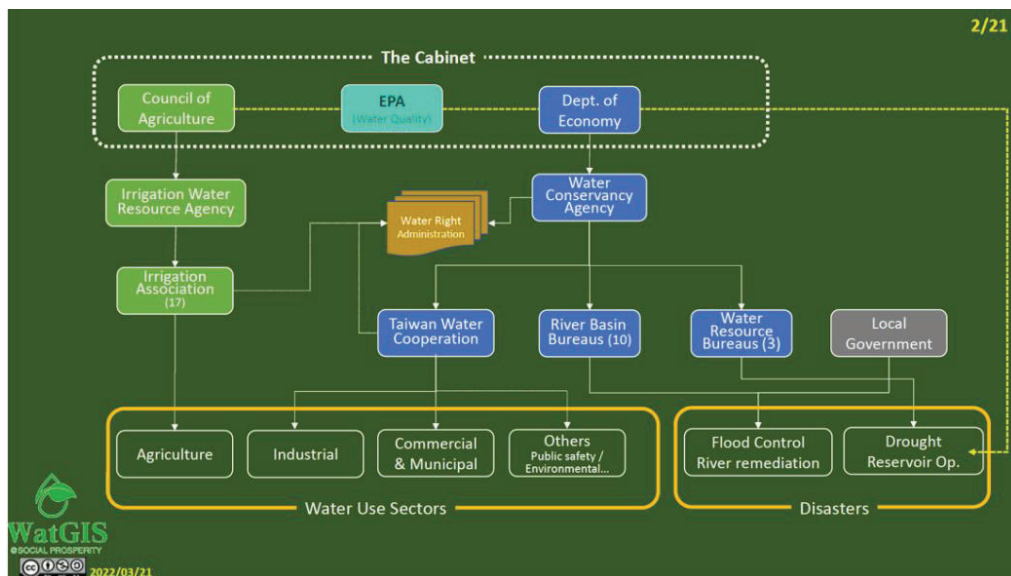 2/21
The Cabinet
Council of
Agriculture
EPA
(Water Quality)
Dept. of
Economy
Irrigation Water
Resource Agency
Water Right
Administration
Water
Conservancy
Agency
Irrigation
Association
(17)
Taiwan Water
Cooperation
River Basin
Bureaus (10)
Water
Resource
Bureaus (3)
Local
Government
Agriculture
Industrial
Commercial
& Municipal
Others
Public safety /
Environmental...
Flood Control
River remediation
Drought
Reservoir Op.
Water Use Sectors
Disasters
WatGIS
@SOCIAL PROSPERITY
2022/03/21